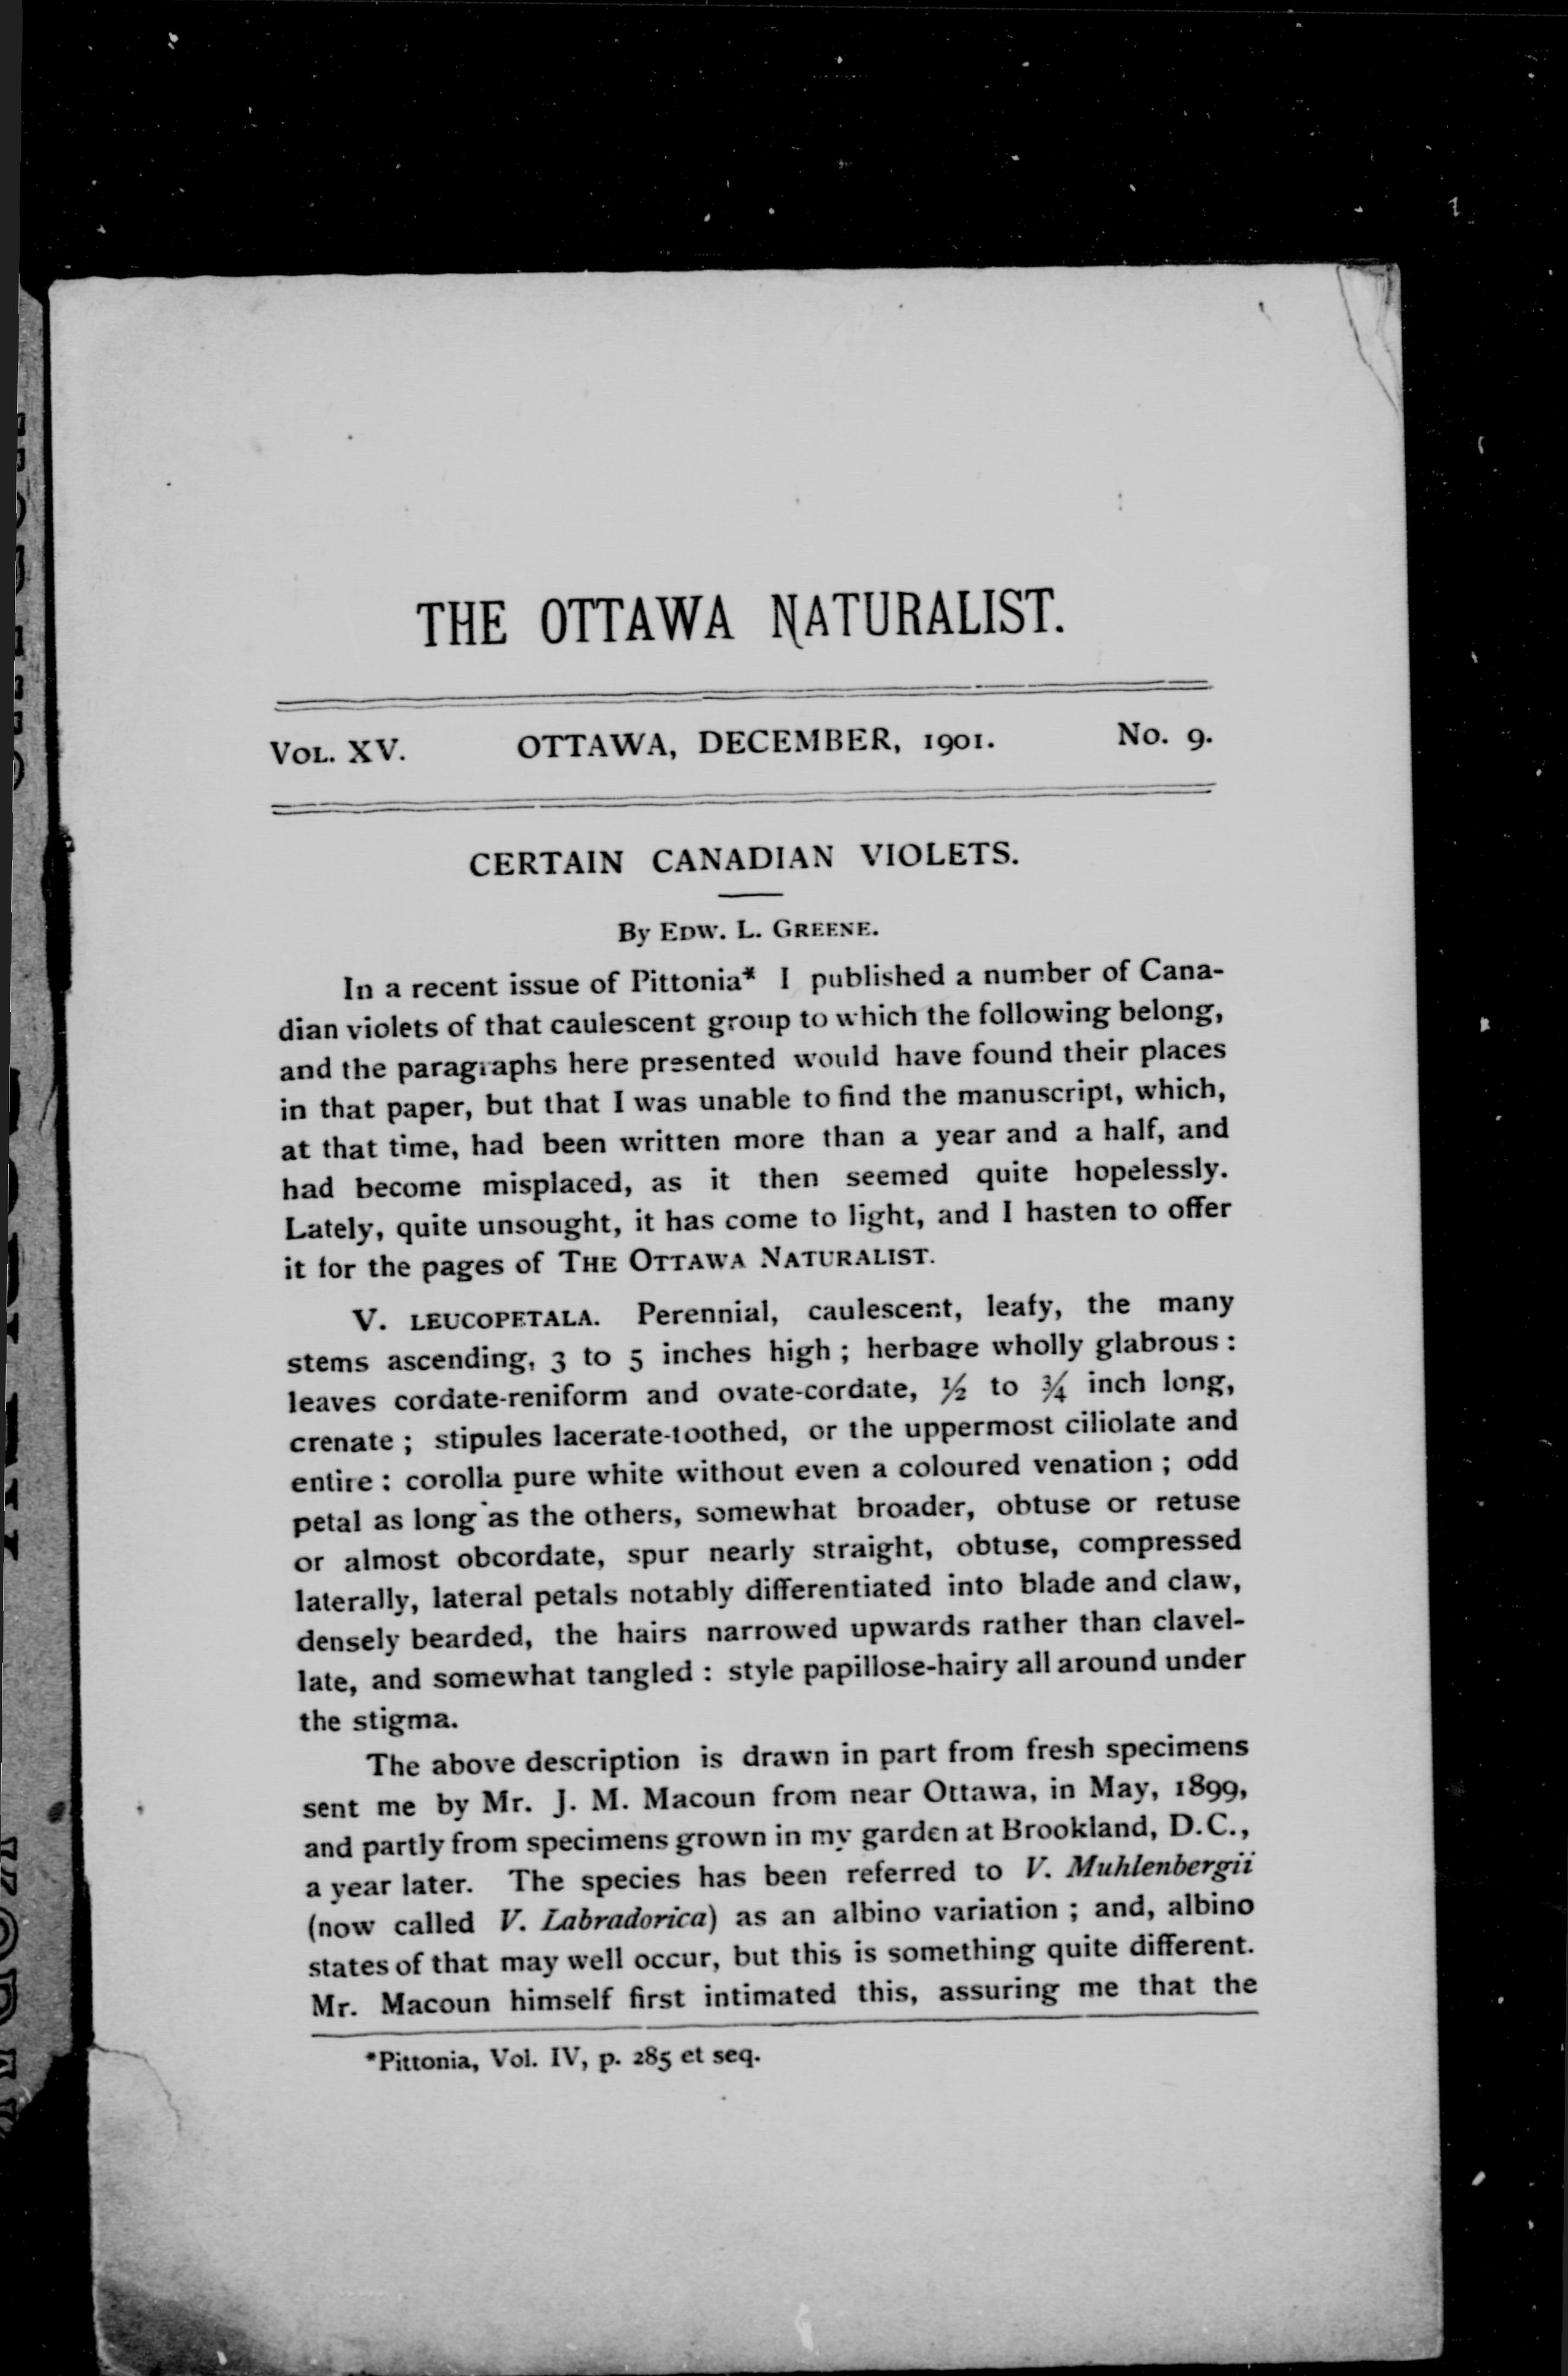 THE OTTAWA NATURALIST.
VOL. XV. OTTAWA, DECEMBER, 1901. No. 9.
CERTAIN CANADIAN VIOLETS.
By EDW. L. GREENE.
In a recent issue of Pittonia* I published a number of Cana-
dian violets of that caulescent group to which the following belong,
and the paragraphs here presented would have found their places
in that paper, but that I was unable to find the manuscript, which,
at that time, had been written more than a year and a half, and
had become misplaced, as it then seemed quite hopelessly.
Lately, quite unsought, it has come to light, and I hasten to offer
it for the pages of THE OTTAWA NATURALIST.
V. LEUCOPETALA. Perennial, caulescent, leafy, the many
stems ascending, 3 to 5 inches high ; herbage wholly glabrous :
leaves cordate-reniform and ovate-cordate, ½ to ¾ inch long,
crenate ; stipules lacerate-toothed, or the uppermost ciliolate and
entire : corolla pure white without even a coloured venation ; odd
petal as long as the others, somewhat broader, obtuse or retuse
or almost obcordate, spur nearly straight, obtuse, compressed
laterally, lateral petals notably differentiated into blade and claw,
densely bearded, the hairs narrowed upwards rather than clavel-
late, and somewhat tangled : style papillose-hairy all around under
the stigma.
The above description is drawn in part from fresh specimens
sent me by Mr. J. M. Macoun from near Ottawa, in May, 1899,
and partly from specimens grown in my garden at Brookland, D.C.,
a year later. The species has been referred to V. Muhlenbergii
(now called V. Labradorica) as an albino variation ; and, albino
states of that may well occur, but this is something quite different.
Mr. Macoun himself first intimated this, assuring me that the
*Pittonia, Vol. IV, p. 285 et seq.